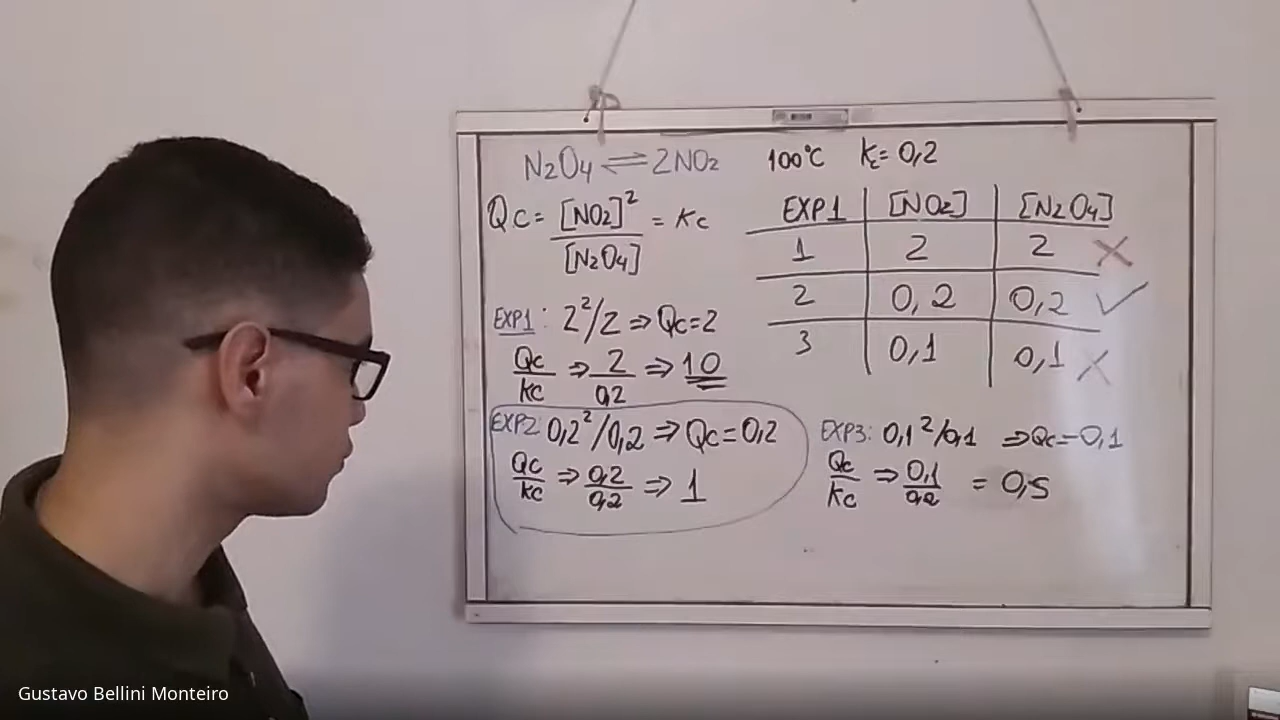 N2O4 ⇌ 2NO2 100°C Kc = 0,2
Qc = [NO2]² / [N2O4] = Kc
EXP1 [NO2] [N2O4]
1 2 2 ✗
2 0,2 0,2 ✓
3 0,1 0,1 ✗
EXP1: 2²/2 ⇒ Qc = 2
Qc/Kc ⇒ 2/0,2 ⇒ 10
EXP2: 0,2²/0,2 ⇒ Qc = 0,2
Qc/Kc ⇒ 0,2/0,2 ⇒ 1
EXP3: 0,1²/0,1 ⇒ Qc = 0,1
Qc/Kc ⇒ 0,1/0,2 = 0,5
Gustavo Bellini Monteiro